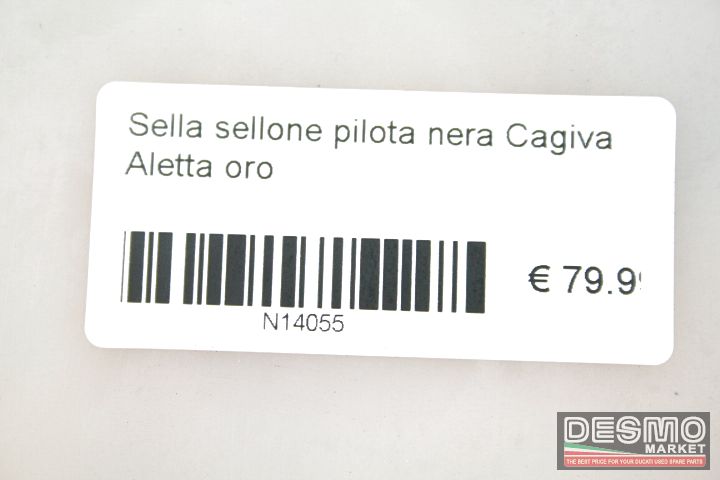 Sella sellone pilota nera Cagiva
Aletta oro
€ 79.9
N14055
DESMO
MARKET
THE BEST PRICE FOR YOUR DUCATI USED SPARE PARTS